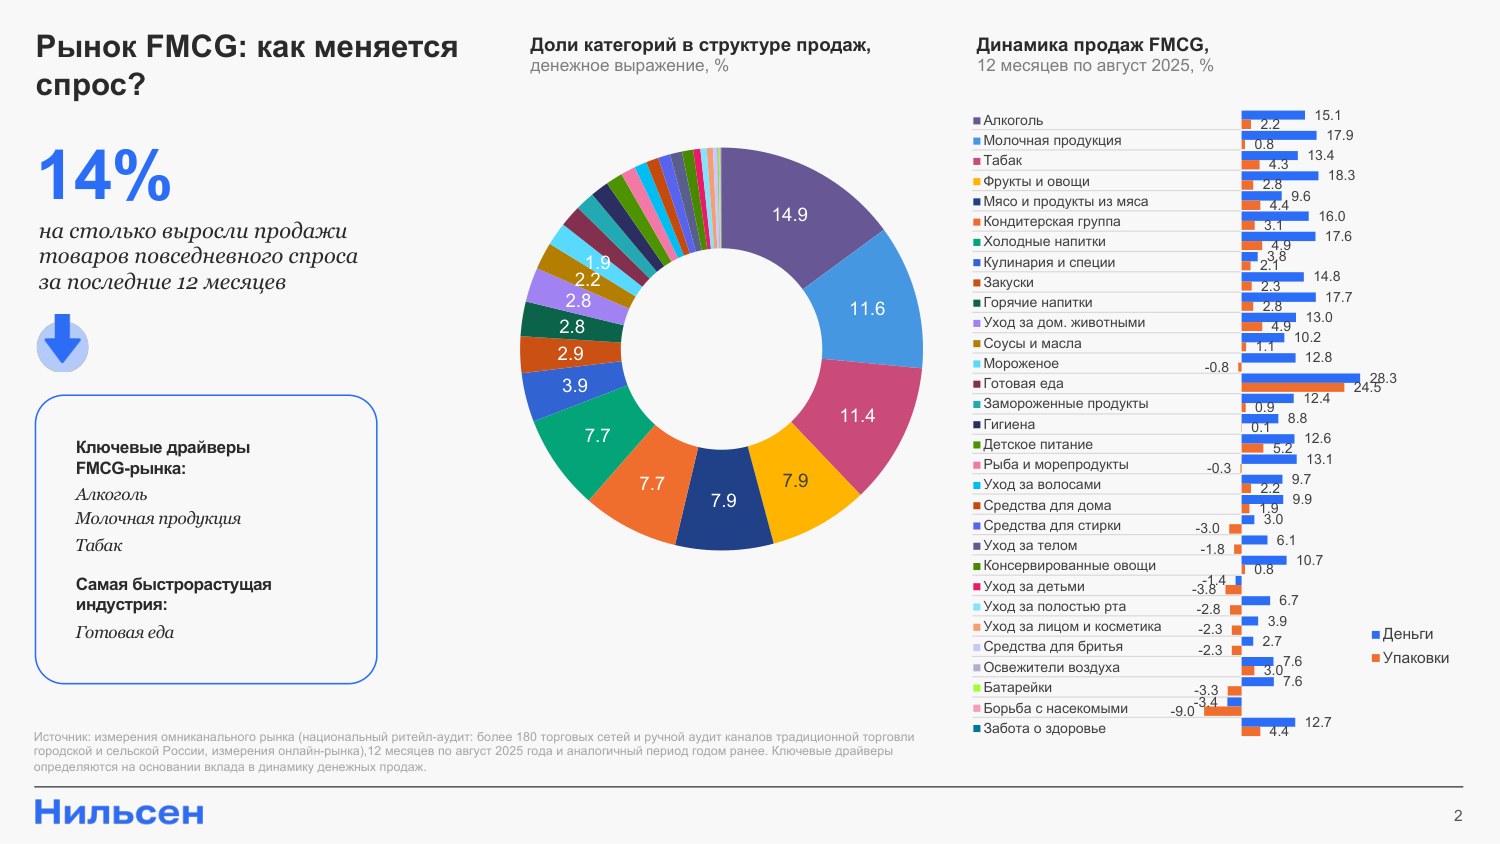 Рынок FMCG: как меняется
спрос?
14%
на столько выросли продажи
товаров повседневного спроса
за последние 12 месяцев
Ключевые драйверы
FMCG-рынка:
Алкоголь
Молочная продукция
Табак
Самая быстрорастущая
индустрия:
Готовая еда
Доли категорий в структуре продаж,
денежное выражение, %
14.9
11.6
11.4
7.9
7.9
7.7
7.7
3.9
2.9
2.8
2.8
2.2
1.9
Динамика продаж FMCG,
12 месяцев по август 2025, %
Алкоголь 15.1 2.2
Молочная продукция 17.9 0.8
Табак 13.4 4.3
Фрукты и овощи 18.3 2.8
Мясо и продукты из мяса 9.6 4.4
Кондитерская группа 16.0 3.1
Холодные напитки 17.6 4.9
Кулинария и специи 3.8 2.1
Закуски 14.8 2.3
Горячие напитки 17.7 2.8
Уход за дом. животными 13.0 4.9
Соусы и масла 10.2 1.1
Мороженое 12.8 -0.8
Готовая еда 28.3 24.5
Замороженные продукты 12.4 0.9
Гигиена 8.8 0.1
Детское питание 12.6 5.2
Рыба и морепродукты 13.1 -0.3
Уход за волосами 9.7 2.2
Средства для дома 9.9 1.9
Средства для стирки 3.0 -3.0
Уход за телом 6.1 -1.8
Консервированные овощи 10.7 0.8
Уход за детьми -1.4 -3.8
Уход за полостью рта 6.7 -2.8
Уход за лицом и косметика 3.9 -2.3
Средства для бритья 2.7 -2.3
Освежители воздуха 7.6 3.0
Батарейки 7.6 -3.3
Борьба с насекомыми -3.4 -9.0
Забота о здоровье 12.7 4.4
Деньги
Упаковки
Источник: измерения омниканального рынка (национальный ритейл-аудит: более 180 торговых сетей и ручной аудит каналов традиционной торговли
городской и сельской России, измерения онлайн-рынка),12 месяцев по август 2025 года и аналогичный период годом ранее. Ключевые драйверы
определяются на основании вклада в динамику денежных продаж.
Нильсен
2